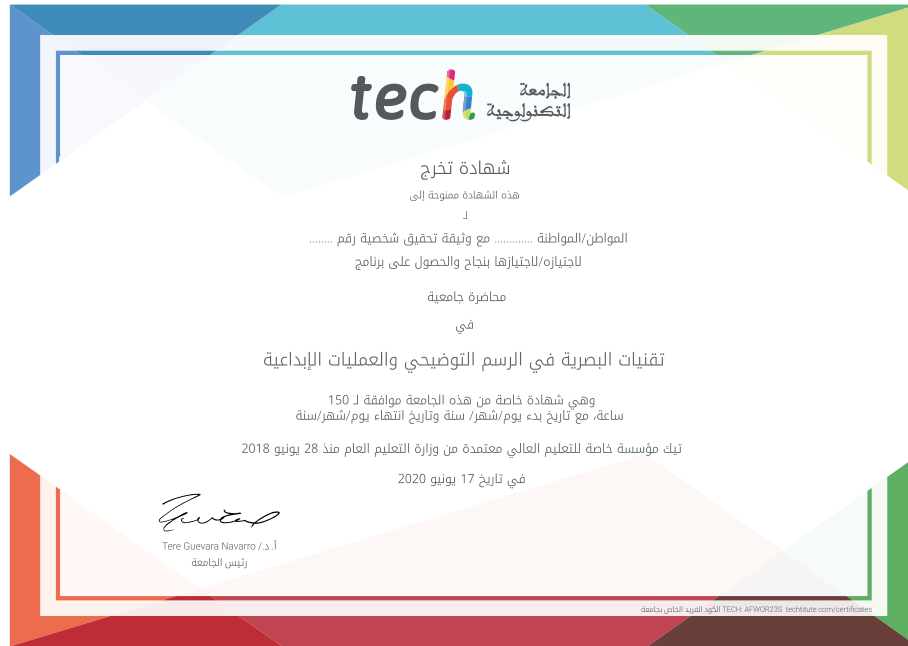 tech الجامعة
التكنولوجية
شهادة تخرج
هذه الشهادة ممنوحة إلى
لـ
المواطن/المواطنة ............. مع وثيقة تحقيق شخصية رقم ........
لاجتيازه/لاجتيازها بنجاح والحصول على برنامج
محاضرة جامعية
في
تقنيات البصرية في الرسم التوضيحي والعمليات الإبداعية
وهي شهادة خاصة من هذه الجامعة موافقة لـ 150
ساعة، مع تاريخ بدء يوم/شهر/ سنة وتاريخ انتهاء يوم/شهر/سنة
تيك مؤسسة خاصة للتعليم العالي معتمدة من وزارة التعليم العام منذ 28 يونيو 2018
في تاريخ 17 يونيو 2020
أ. د./ Tere Guevara Navarro
رئيس الجامعة
الكود الفريد الخاص بجامعة TECH: AFWOR23S techtitute.com/certificates